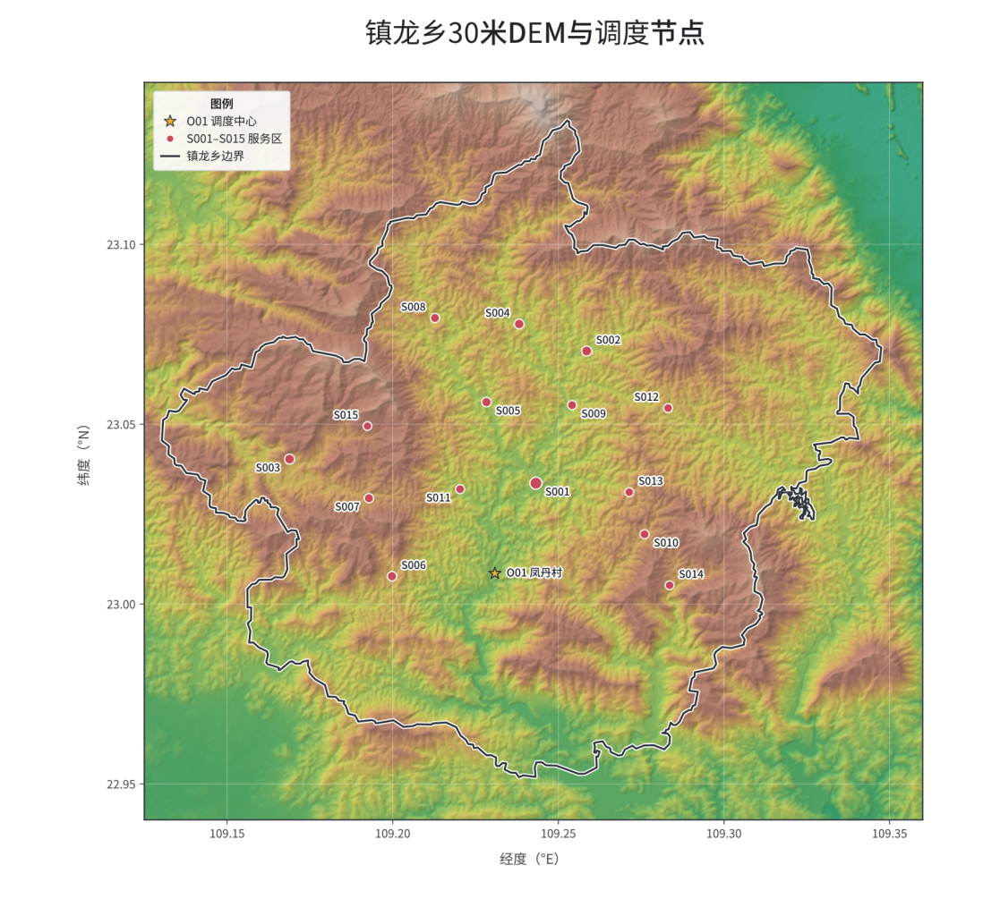 镇龙乡30米DEM与调度节点
图例
O01 调度中心
S001–S015 服务区
镇龙乡边界
23.10
S008
S004
S002
S012
S005
S009
23.05
S015
S003
纬度（°N）
S013
S001
S011
S007
S010
S006
O01 凤丹村
S014
23.00
22.95
109.15
109.20
109.25
109.30
109.35
经度（°E）